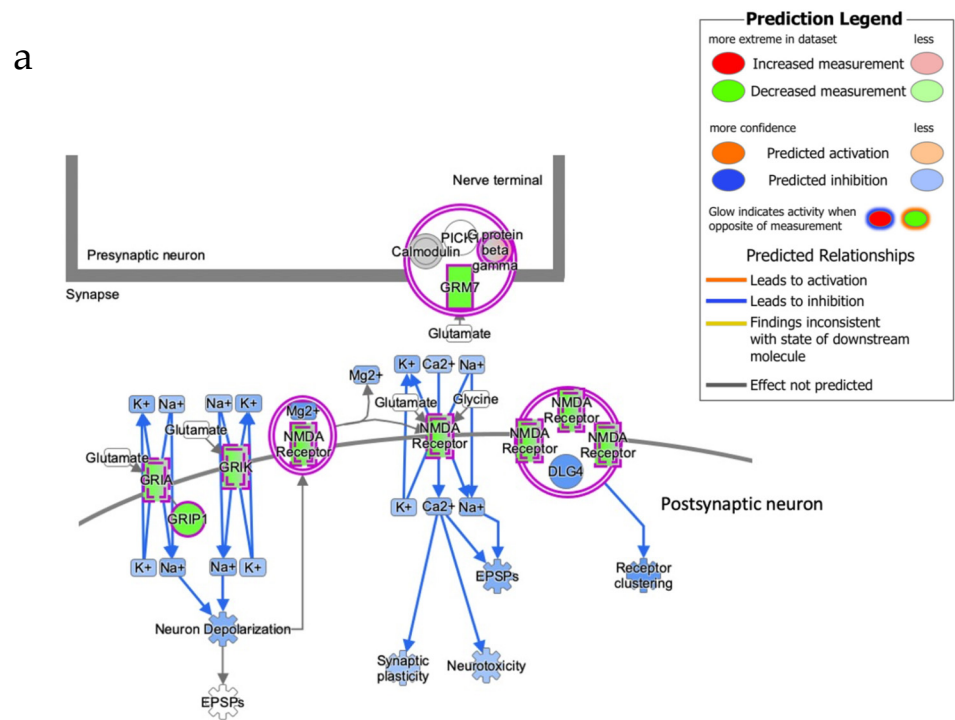 a
Prediction Legend
more extreme in dataset
less
Increased measurement
Decreased measurement
more confidence
less
Predicted activation
Predicted inhibition
Glow indicates activity when
opposite of measurement
Predicted Relationships
Leads to activation
Leads to inhibition
Findings inconsistent
with state of downstream
molecule
Effect not predicted
Nerve terminal
Presynaptic neuron
Synapse
PICK1
G protein
beta
gamma
Calmodulin
GRM7
Glutamate
K+
Ca2+
Na+
Mg2+
Glutamate
Glycine
NMDA
Receptor
K+
Na+
Na+
K+
Glutamate
Glutamate
GRIA
GRIK
GRIP1
Mg2+
NMDA
Receptor
NMDA
Receptor
NMDA
Receptor
NMDA
Receptor
DLG4
Postsynaptic neuron
K+
Ca2+
Na+
K+
Na+
Na+
K+
EPSPs
Receptor
clustering
Neuron Depolarization
Synaptic
plasticity
Neurotoxicity
EPSPs